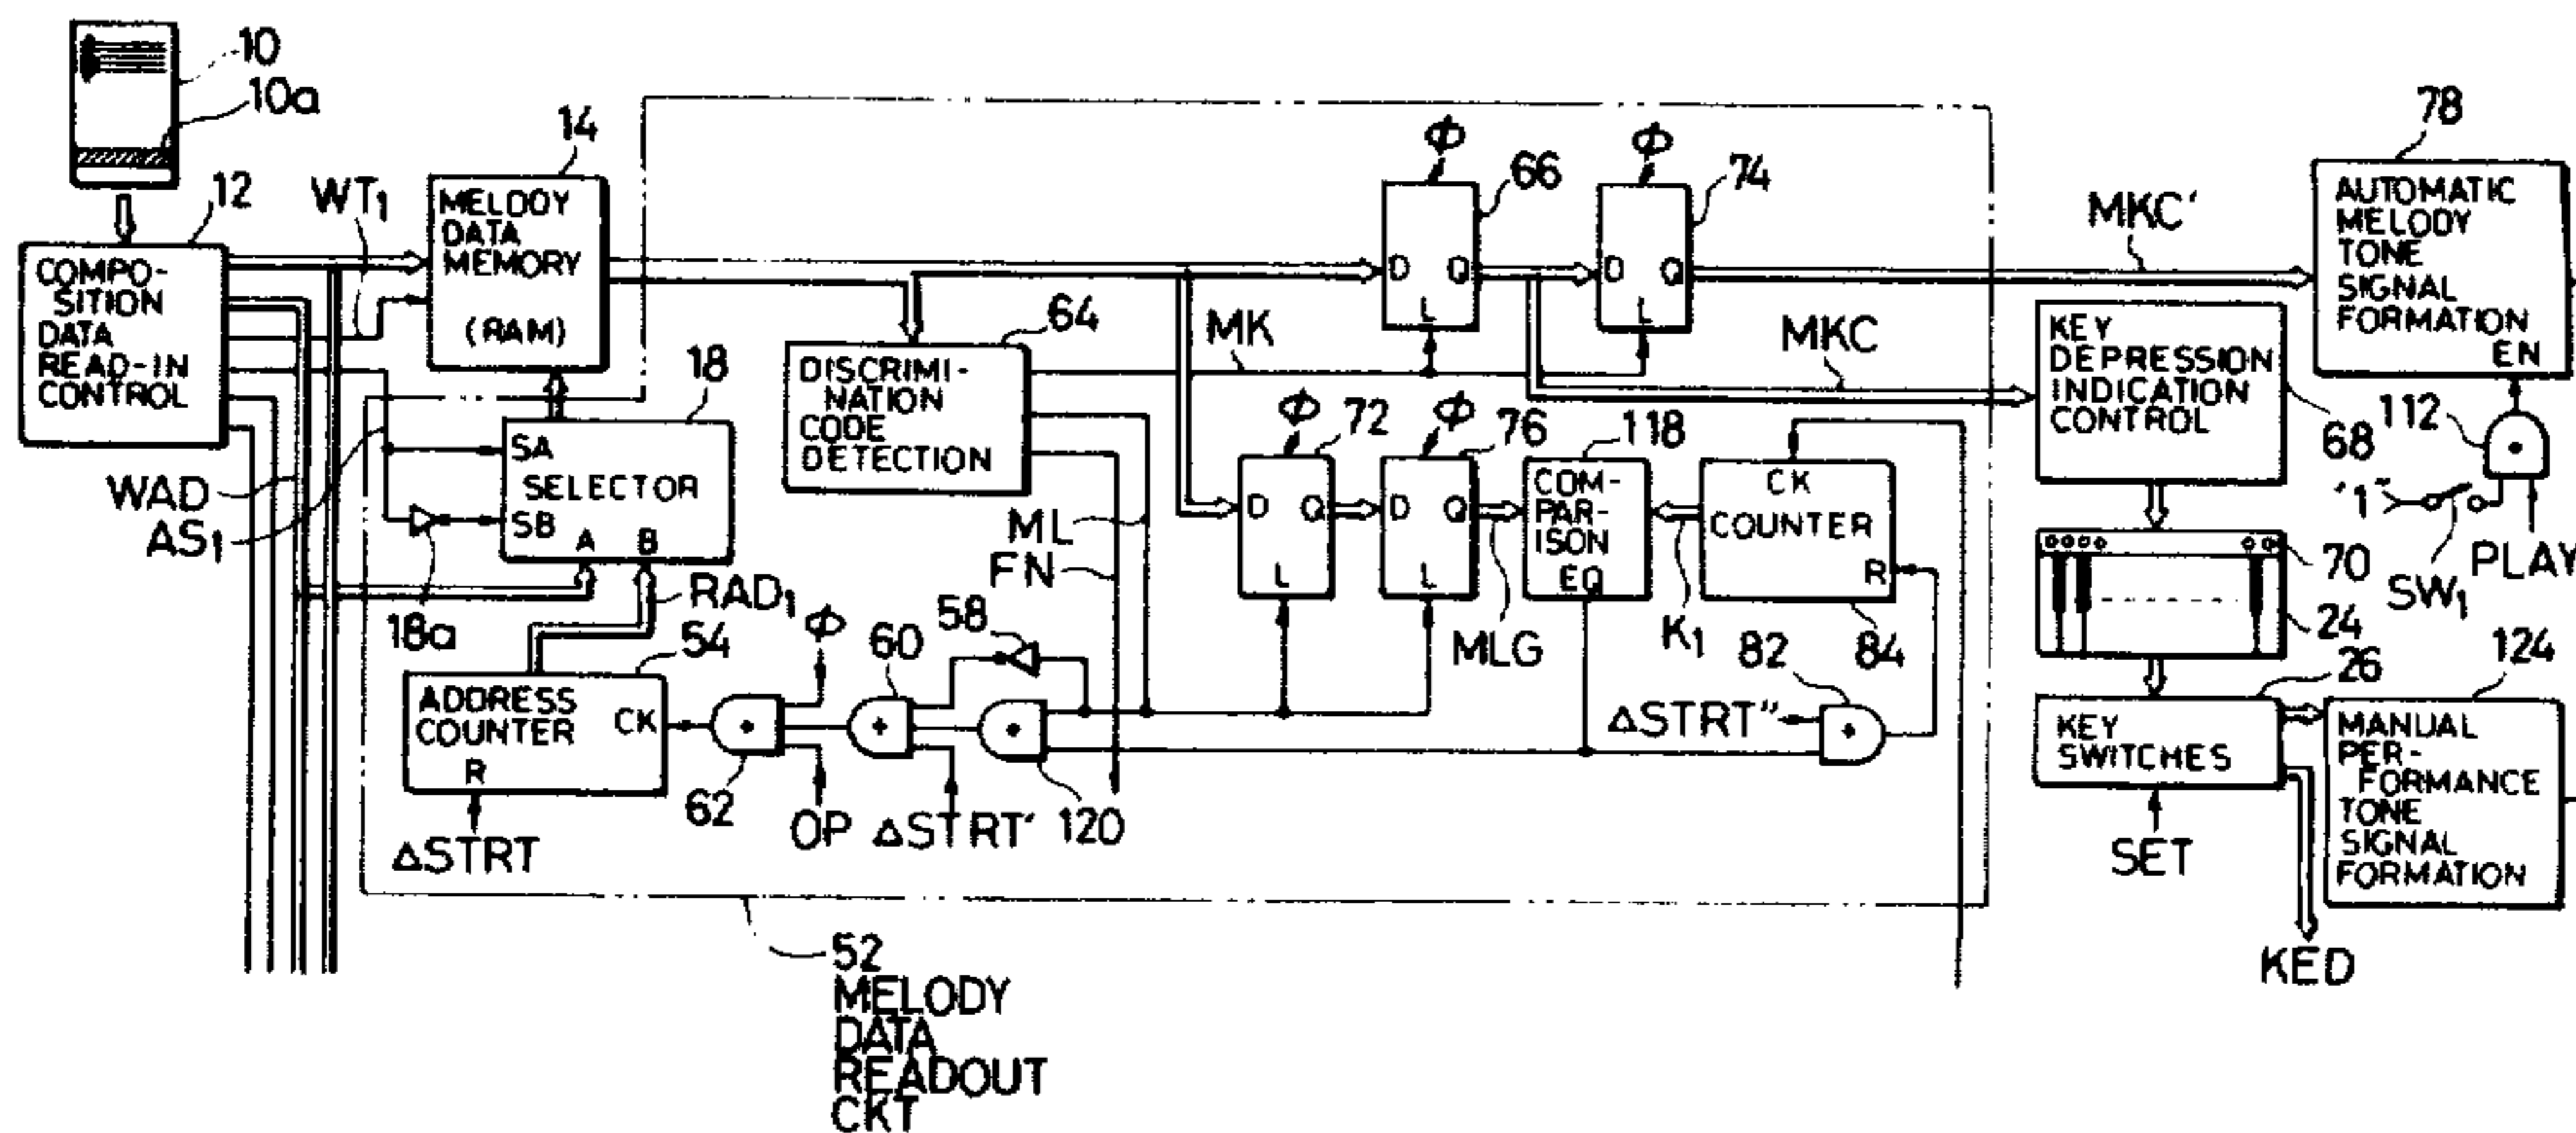 10
10a
12
COMPO-
SITION
DATA
READ-IN
CONTROL
WT1
14
MELODY
DATA
MEMORY
(RAM)
18
SA
SELECTOR
SB
A B
WAD
AS1
18a
RAD1
54
ADDRESS
COUNTER
CK
R
ΔSTRT
64
DISCRIMI-
NATION
CODE
DETECTION
MK
ML
FN
ϕ
66
D Q
L
ϕ
74
D Q
L
MKC'
MKC
ϕ
72
D Q
L
ϕ
76
D Q
L
MLG
118
COM-
PAR-
ISON
EQ
K1
CK
COUNTER
R
84
82
ΔSTRT"
58
60
ϕ
62
OP
ΔSTRT'
120
52
MELODY
DATA
READOUT
CKT
78
AUTOMATIC
MELODY
TONE
SIGNAL
FORMATION
EN
KEY
DEPRESSION
INDICATION
CONTROL
68
112
"1"
SW1
PLAY
70
24
26
KEY
SWITCHES
SET
KED
124
MANUAL
PER-
FORMANCE
TONE
SIGNAL
FORMATION